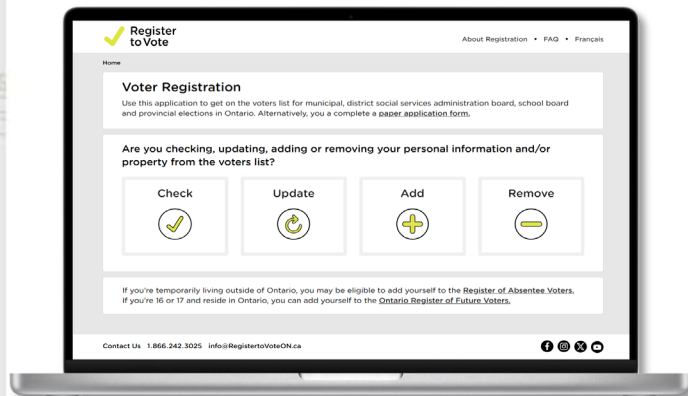 Register
to Vote
About Registration • FAQ • Français
Home
Voter Registration
Use this application to get on the voters list for municipal, district social services administration board, school board
and provincial elections in Ontario. Alternatively, you a complete a paper application form.
Are you checking, updating, adding or removing your personal information and/or
property from the voters list?
Check Update Add Remove
If you're temporarily living outside of Ontario, you may be eligible to add yourself to the Register of Absentee Voters.
If you're 16 or 17 and reside in Ontario, you can add yourself to the Ontario Register of Future Voters.
Contact Us 1.866.242.3025 info@RegistertoVoteON.ca